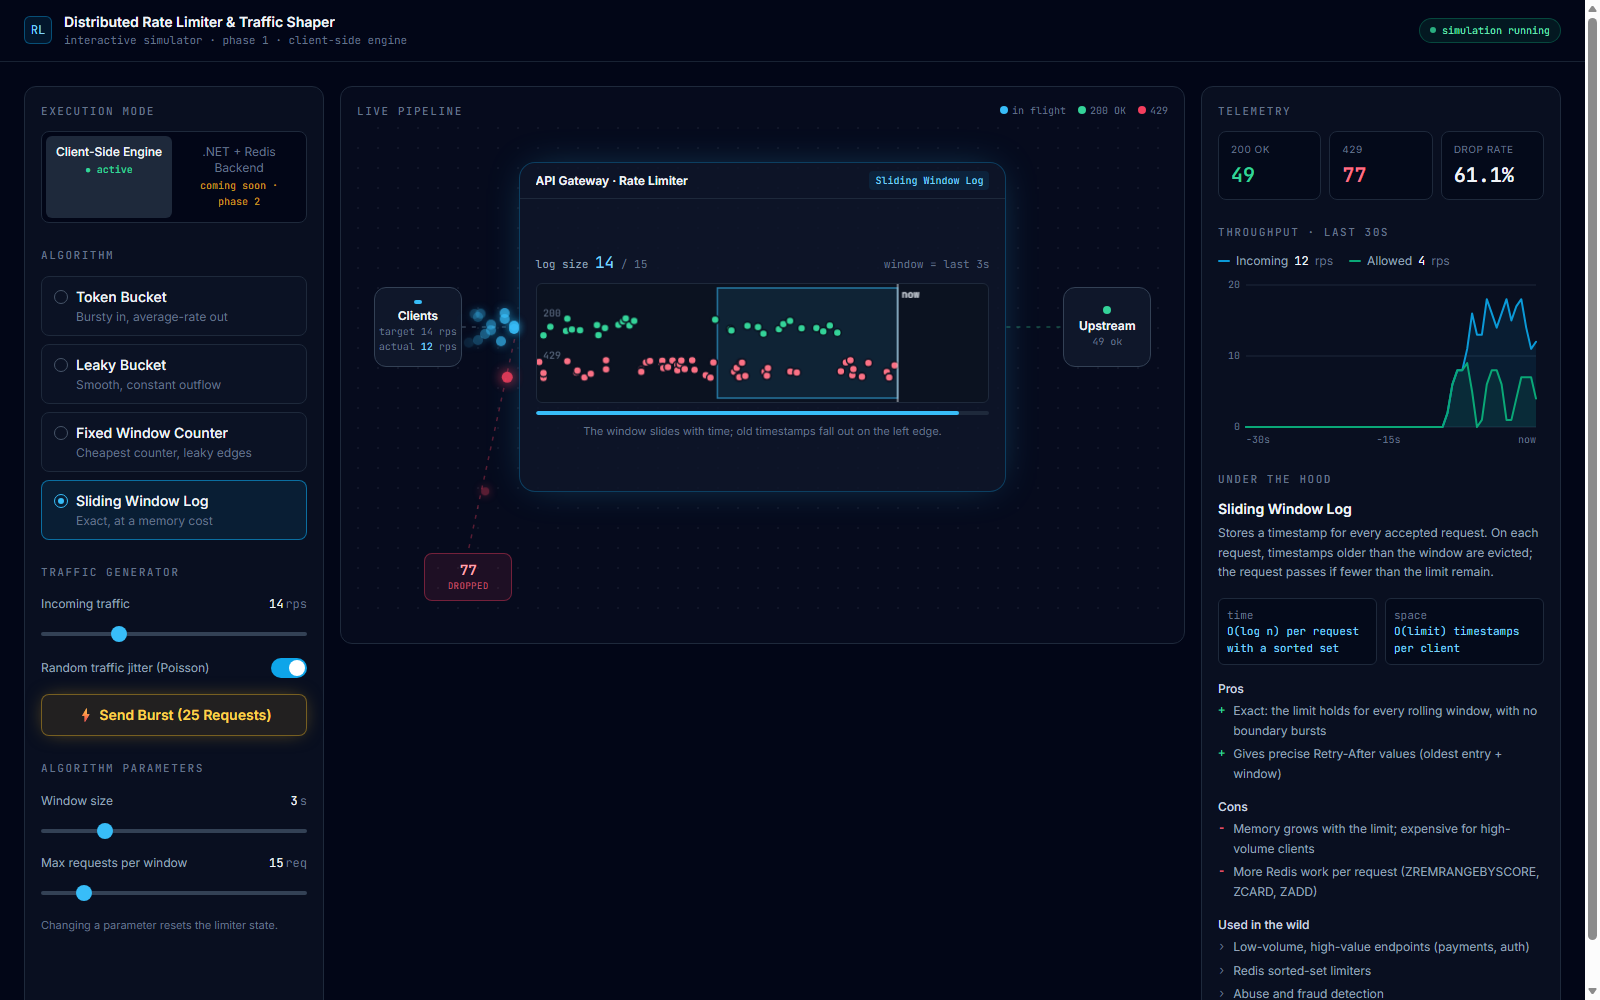 RL
Distributed Rate Limiter & Traffic Shaper
interactive simulator · phase 1 · client-side engine
simulation running
EXECUTION MODE
Client-Side Engine
active
.NET + Redis
Backend
coming soon ·
phase 2
ALGORITHM
Token Bucket
Bursty in, average-rate out
Leaky Bucket
Smooth, constant outflow
Fixed Window Counter
Cheapest counter, leaky edges
Sliding Window Log
Exact, at a memory cost
TRAFFIC GENERATOR
Incoming traffic 14 rps
Random traffic jitter (Poisson)
Send Burst (25 Requests)
ALGORITHM PARAMETERS
Window size 3 s
Max requests per window 15 req
Changing a parameter resets the limiter state.
LIVE PIPELINE
in flight 200 OK 429
API Gateway · Rate Limiter
Sliding Window Log
log size 14 / 15
window = last 3s
now
200
429
The window slides with time; old timestamps fall out on the left edge.
Clients
target 14 rps
actual 12 rps
Upstream
49 ok
77
DROPPED
TELEMETRY
200 OK
49
429
77
DROP RATE
61.1%
THROUGHPUT · LAST 30S
Incoming 12 rps Allowed 4 rps
20
10
0
-30s -15s now
UNDER THE HOOD
Sliding Window Log
Stores a timestamp for every accepted request. On each
request, timestamps older than the window are evicted;
the request passes if fewer than the limit remain.
time
O(log n) per request
with a sorted set
space
O(limit) timestamps
per client
Pros
+ Exact: the limit holds for every rolling window, with no
boundary bursts
+ Gives precise Retry-After values (oldest entry +
window)
Cons
- Memory grows with the limit; expensive for high-
volume clients
- More Redis work per request (ZREMRANGEBYSCORE,
ZCARD, ZADD)
Used in the wild
› Low-volume, high-value endpoints (payments, auth)
› Redis sorted-set limiters
› Abuse and fraud detection